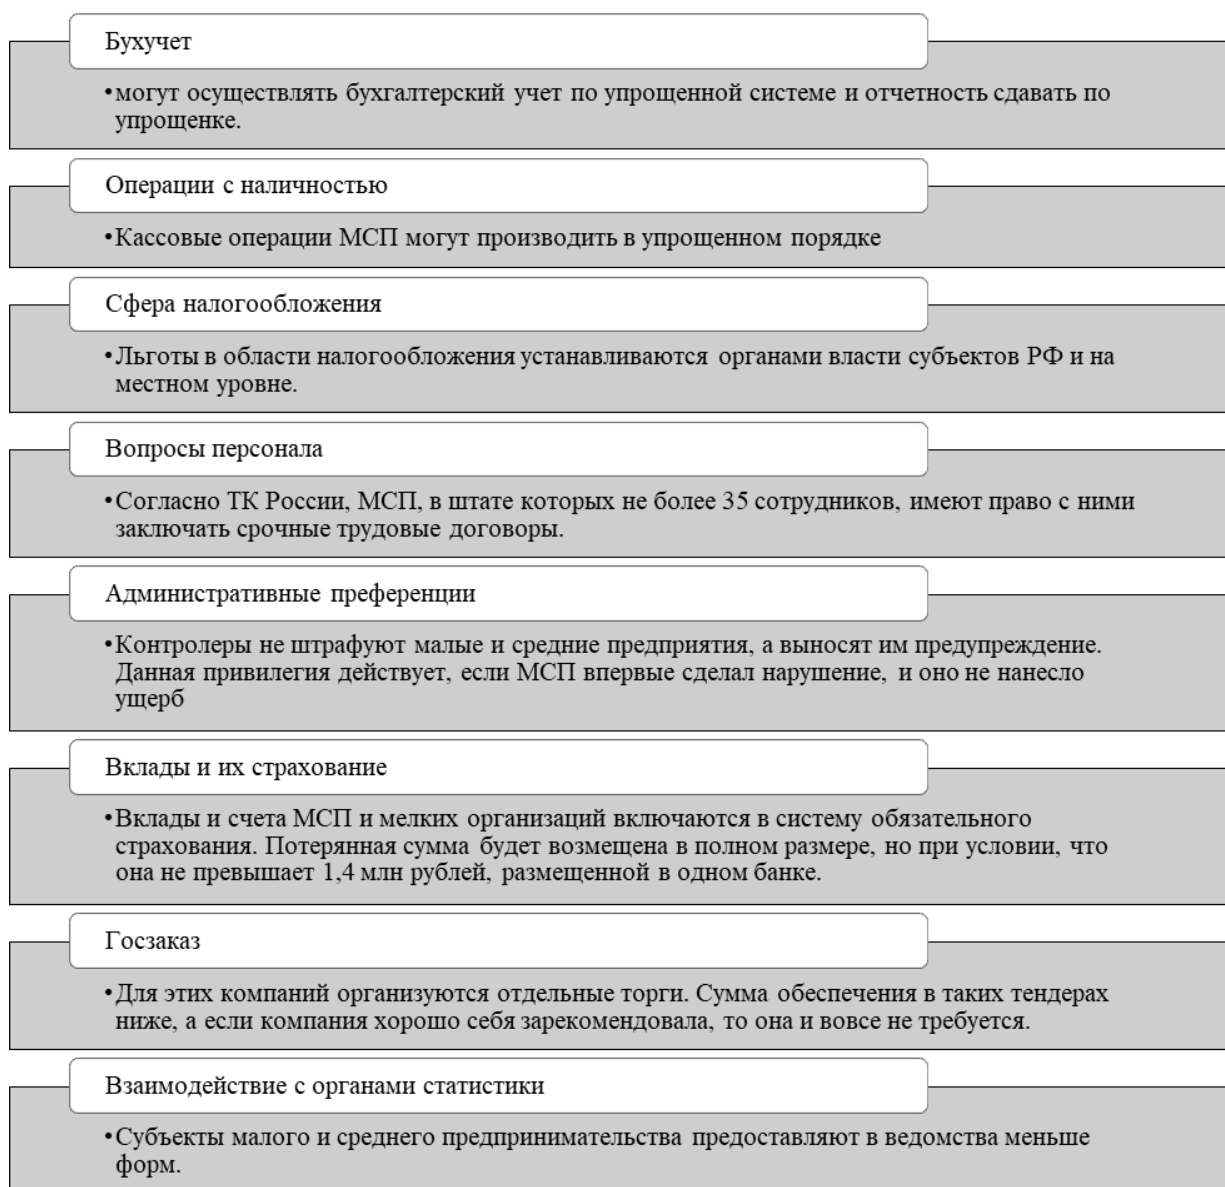 Бухучет
•могут осуществлять бухгалтерский учет по упрощенной системе и отчетность сдавать по
упрощенке.
Операции с наличностью
•Кассовые операции МСП могут производить в упрощенном порядке
Сфера налогообложения
•Льготы в области налогообложения устанавливаются органами власти субъектов РФ и на
местном уровне.
Вопросы персонала
•Согласно ТК России, МСП, в штате которых не более 35 сотрудников, имеют право с ними
заключать срочные трудовые договоры.
Административные преференции
•Контролеры не штрафуют малые и средние предприятия, а выносят им предупреждение.
Данная привилегия действует, если МСП впервые сделал нарушение, и оно не нанесло
ущерб
Вклады и их страхование
•Вклады и счета МСП и мелких организаций включаются в систему обязательного
страхования. Потерянная сумма будет возмещена в полном размере, но при условии, что
она не превышает 1,4 млн рублей, размещенной в одном банке.
Госзаказ
•Для этих компаний организуются отдельные торги. Сумма обеспечения в таких тендерах
ниже, а если компания хорошо себя зарекомендовала, то она и вовсе не требуется.
Взаимодействие с органами статистики
•Субъекты малого и среднего предпринимательства предоставляют в ведомства меньше
форм.